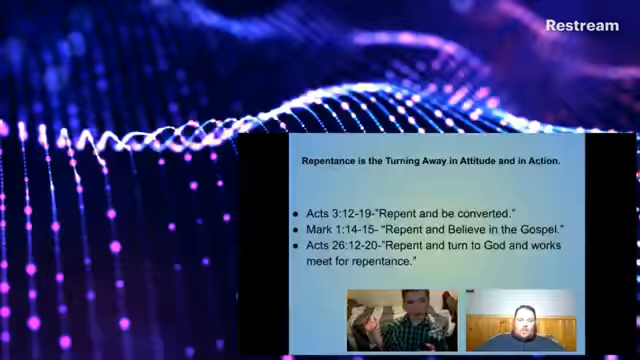 Restream
Repentance is the Turning Away in Attitude and in Action.
● Acts 3:12-19-"Repent and be converted."
● Mark 1:14-15- “Repent and Believe in the Gospel.”
● Acts 26:12-20-"Repent and turn to God and works
meet for repentance."